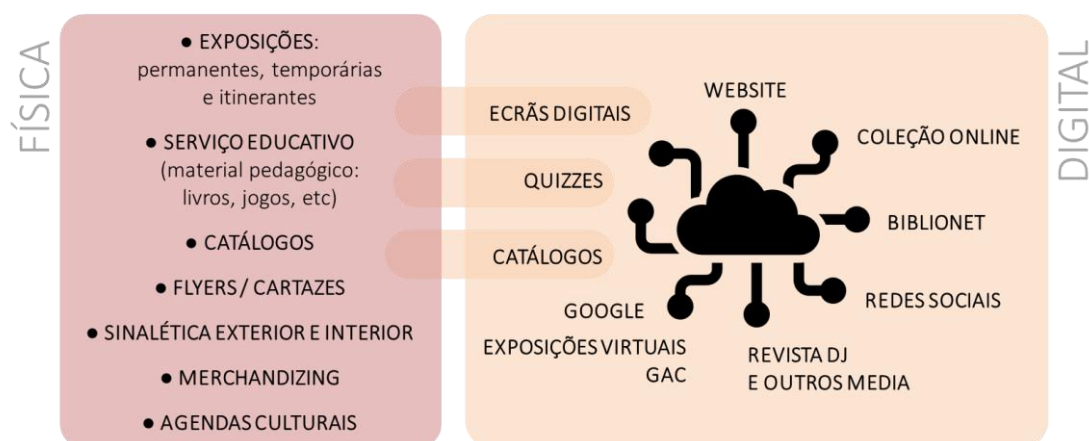 FÍSICA
● EXPOSIÇÕES:
permanentes, temporárias
e itinerantes
● SERVIÇO EDUCATIVO
(material pedagógico:
livros, jogos, etc)
● CATÁLOGOS
● FLYERS / CARTAZES
● SINALÉTICA EXTERIOR E INTERIOR
● MERCHANDIZING
● AGENDAS CULTURAIS
ECRÃS DIGITAIS
QUIZZES
CATÁLOGOS
GOOGLE
EXPOSIÇÕES VIRTUAIS
GAC
WEBSITE
COLEÇÃO ONLINE
BIBLIONET
REDES SOCIAIS
REVISTA DJ
E OUTROS MEDIA
DIGITAL